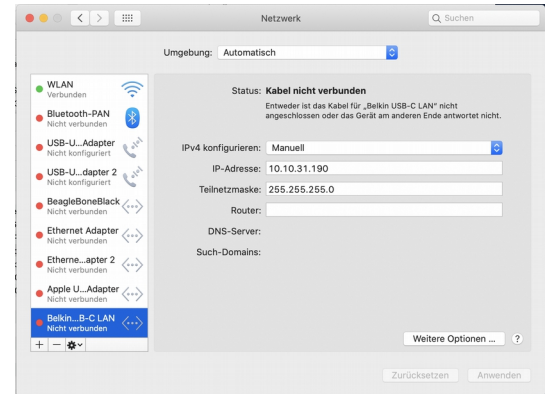 Netzwerk
Suchen
Umgebung: Automatisch
WLAN
Verbunden
Bluetooth-PAN
Nicht verbunden
USB-U...Adapter
Nicht konfiguriert
USB-U...dapter 2
Nicht konfiguriert
BeagleBoneBlack
Nicht verbunden
Ethernet Adapter
Nicht verbunden
Etherne...apter 2
Nicht verbunden
Apple U...Adapter
Nicht verbunden
Belkin...B-C LAN
Nicht verbunden
Status: Kabel nicht verbunden
Entweder ist das Kabel für „Belkin USB-C LAN“ nicht
angeschlossen oder das Gerät am anderen Ende antwortet nicht.
IPv4 konfigurieren: Manuell
IP-Adresse: 10.10.31.190
Teilnetzmaske: 255.255.255.0
Router:
DNS-Server:
Such-Domains:
Weitere Optionen ... ?
Zurücksetzen Anwenden